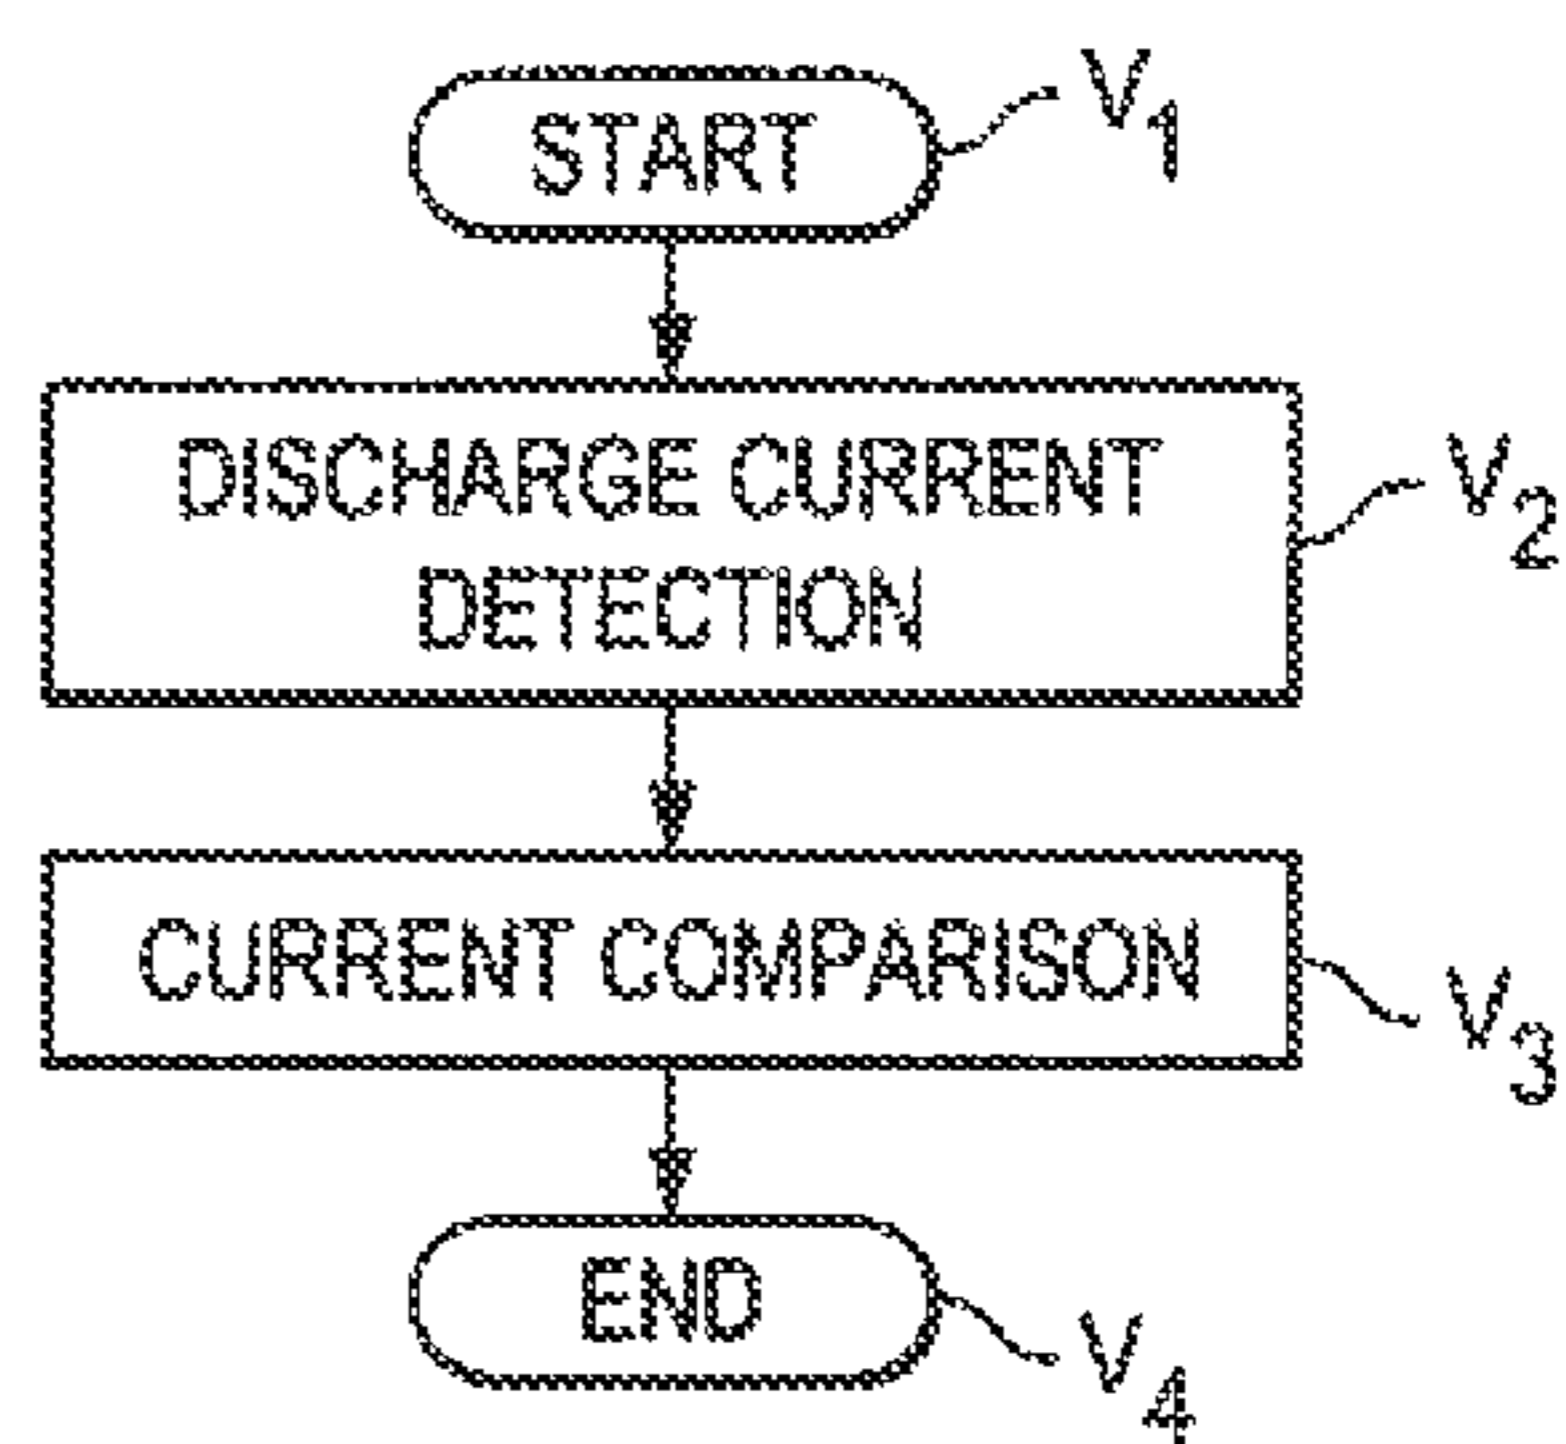 START
V1
DISCHARGE CURRENT
DETECTION
V2
CURRENT COMPARISON
V3
END
V4